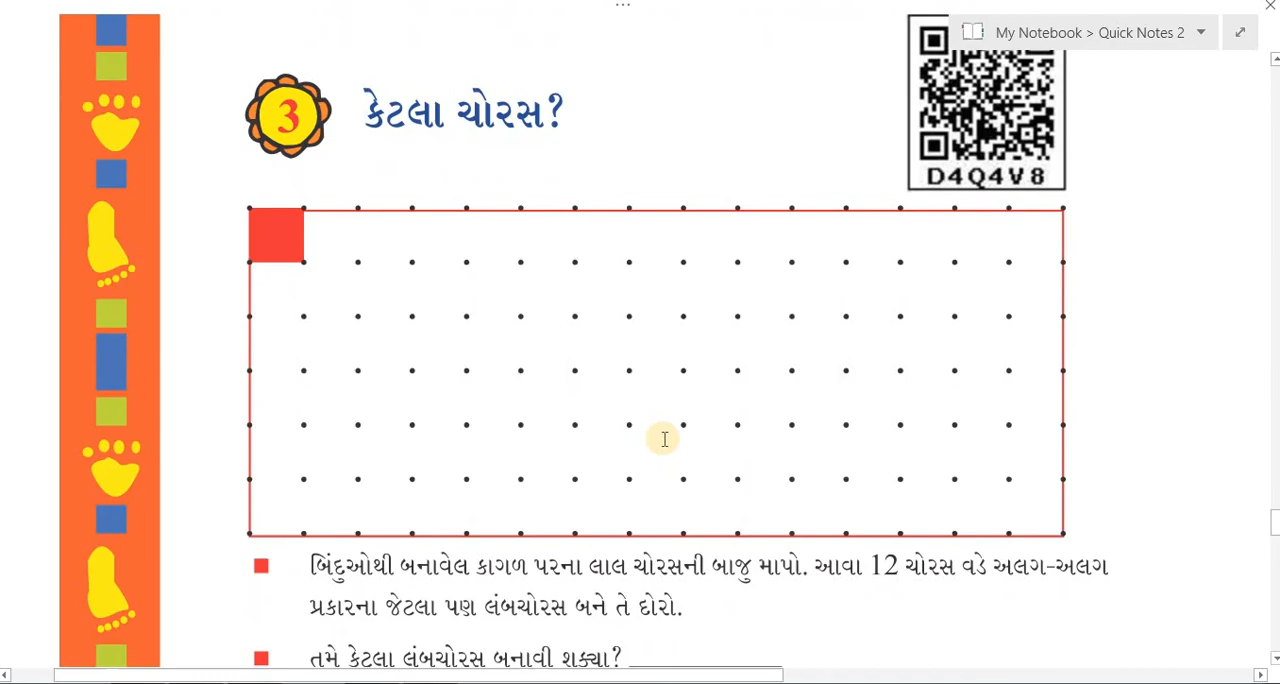 ...
My Notebook > Quick Notes 2
3 કેટલા ચોરસ?
D4Q4V8
બિંદુઓથી બનાવેલ કાગળ પરના લાલ ચોરસની બાજુ માપો. આવા 12 ચોરસ વડે અલગ-અલગ
પ્રકારના જેટલા પણ લંબચોરસ બને તે દોરો.
તમે કેટલા લંબચોરસ બનાવી શક્યા? ____________